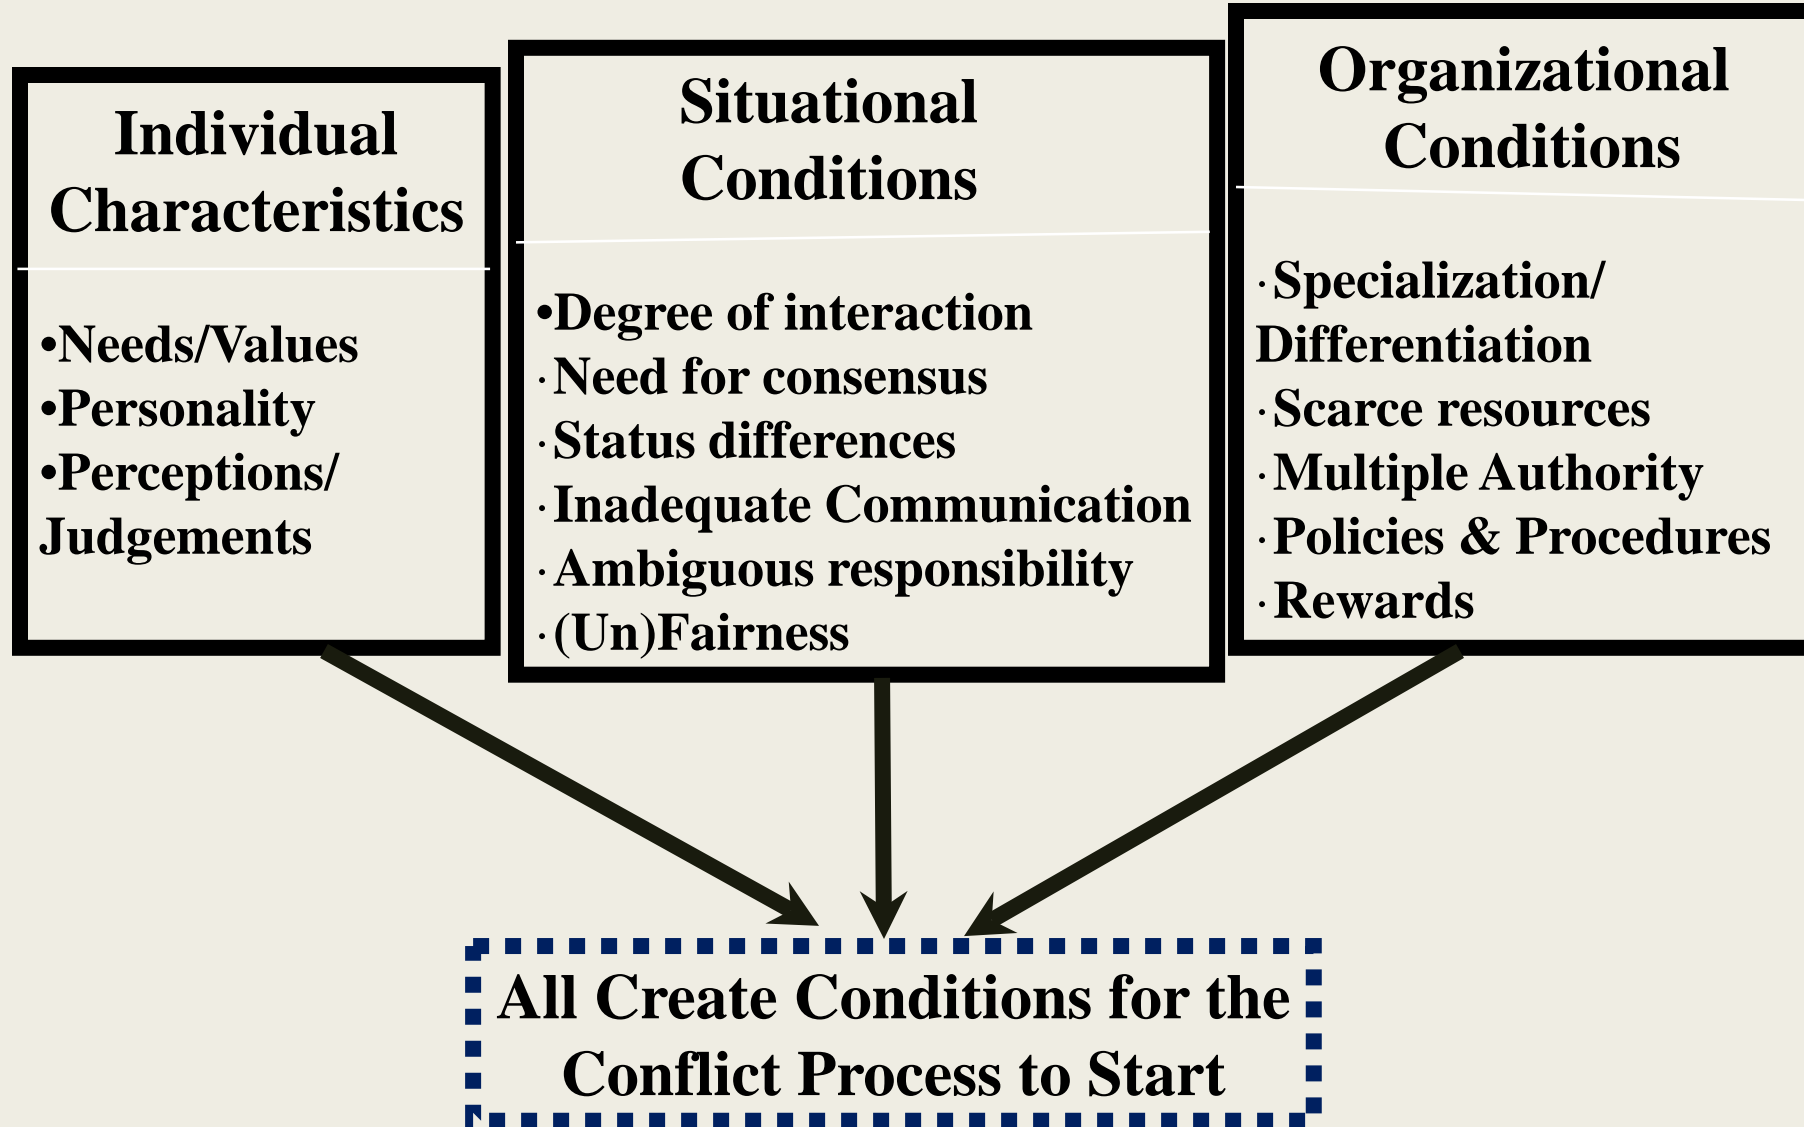 Individual
Characteristics
•Needs/Values
•Personality
•Perceptions/
Judgements
Situational
Conditions
•Degree of interaction
·Need for consensus
·Status differences
·Inadequate Communication
·Ambiguous responsibility
·(Un)Fairness
Organizational
Conditions
·Specialization/
Differentiation
·Scarce resources
·Multiple Authority
·Policies & Procedures
·Rewards
All Create Conditions for the
Conflict Process to Start